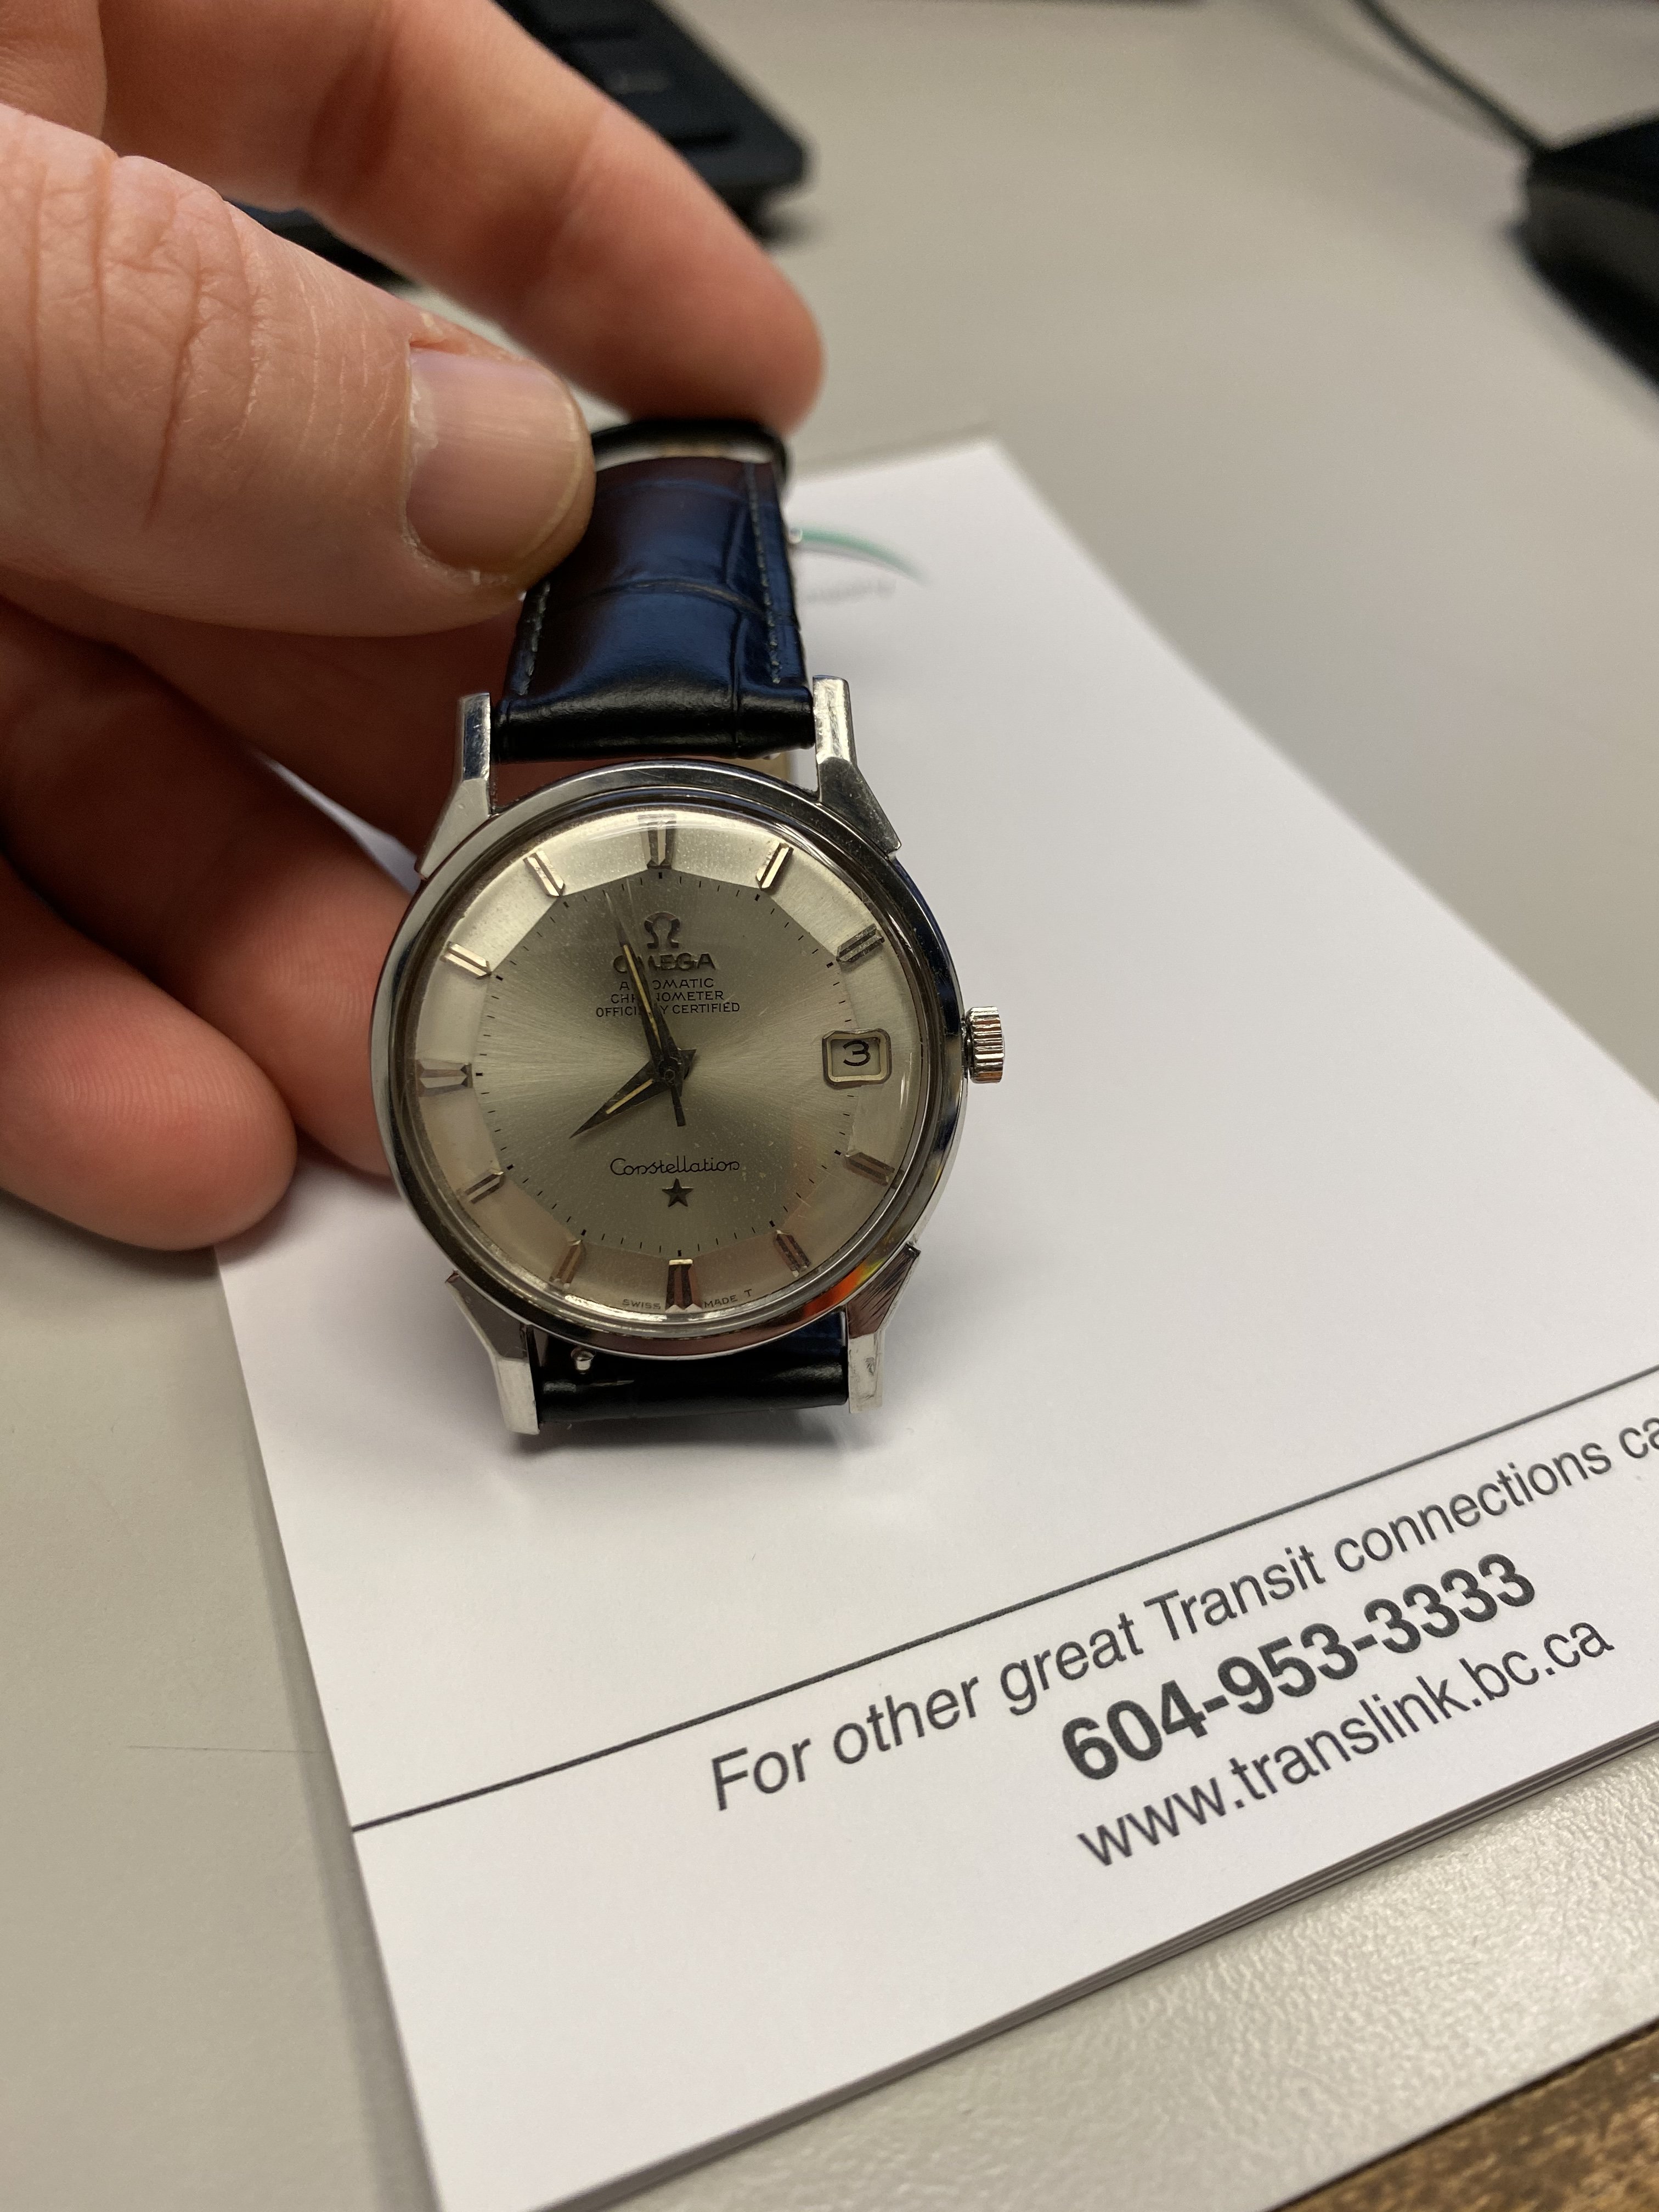 OMEGA
AUTOMATIC
CHRONOMETER
OFFICIALLY CERTIFIED
3
Constellation
SWISS MADE T
For other great Transit connections ca
604-953-3333
www.translink.bc.ca